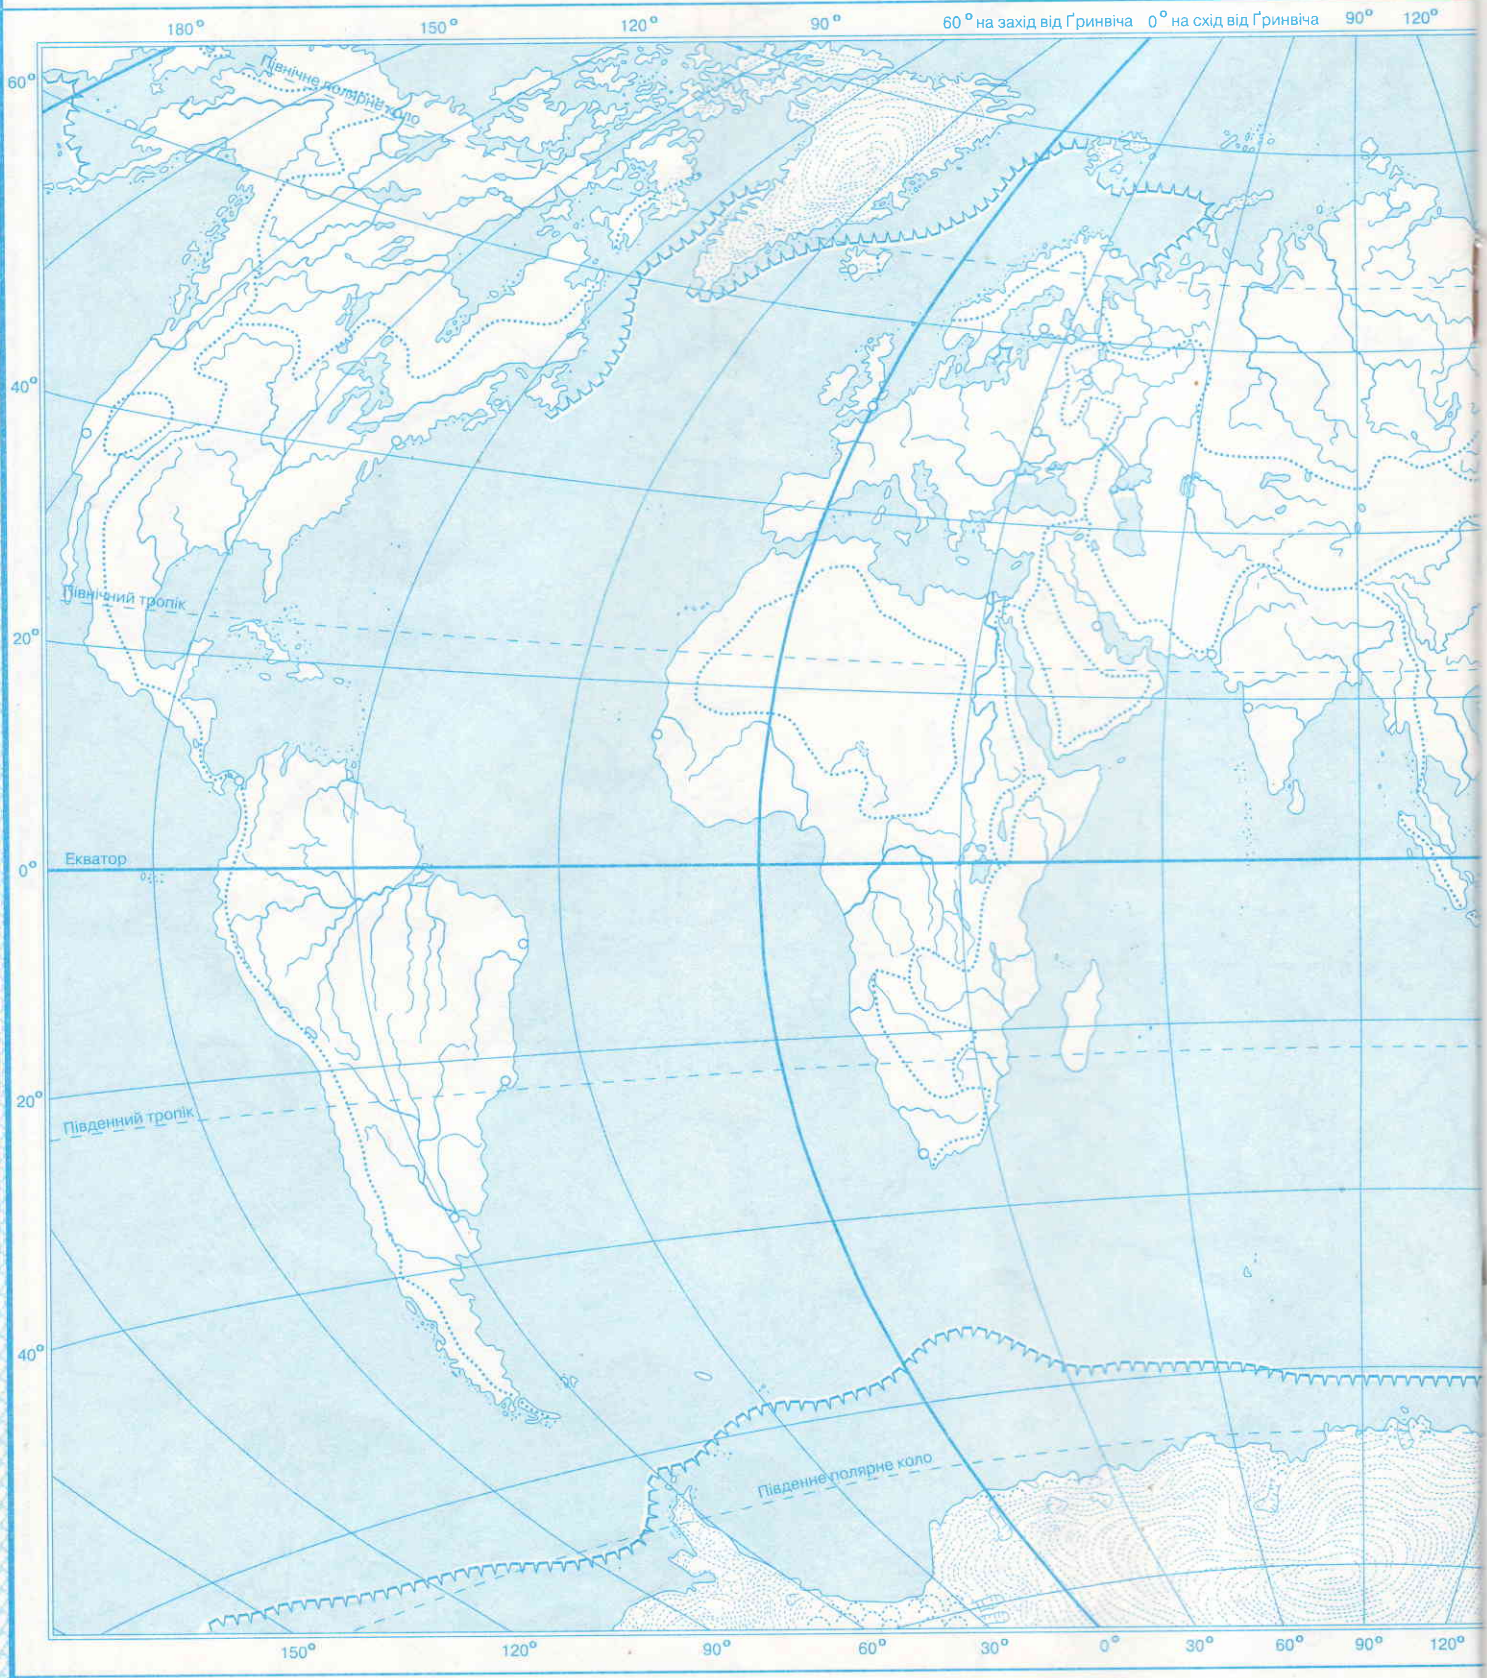 180° 150° 120° 90° 60° на захід від Ґринвіча 0° на схід від Ґринвіча 90° 120°
60°
Північне полярне коло
40°
Північний тропік
20°
Екватор
0°
20°
Південний тропік
40°
Південне полярне коло
150° 120° 90° 60° 30° 0° 30° 60° 90° 120°